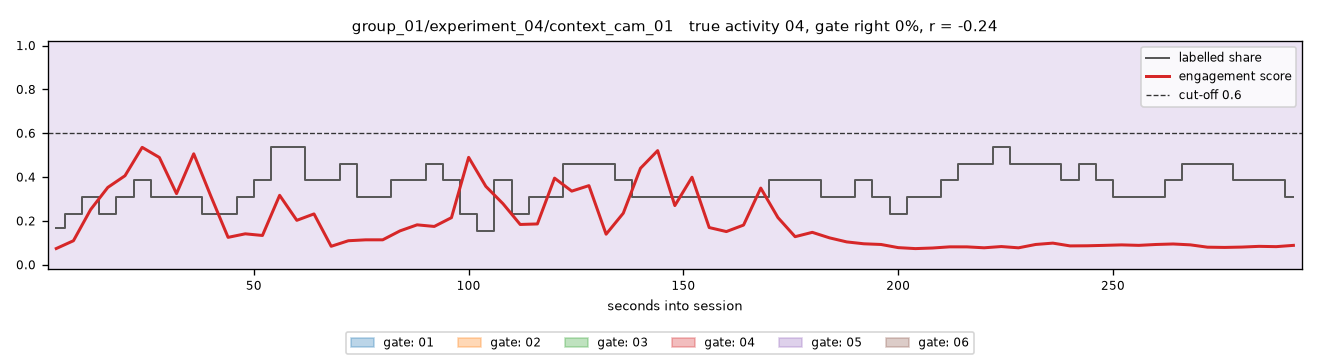 group_01/experiment_04/context_cam_01   true activity 04, gate right 0%, r = -0.24
1.0
0.8
0.6
0.4
0.2
0.0
labelled share
engagement score
cut-off 0.6
50 100 150 200 250
seconds into session
gate: 01 gate: 02 gate: 03 gate: 04 gate: 05 gate: 06